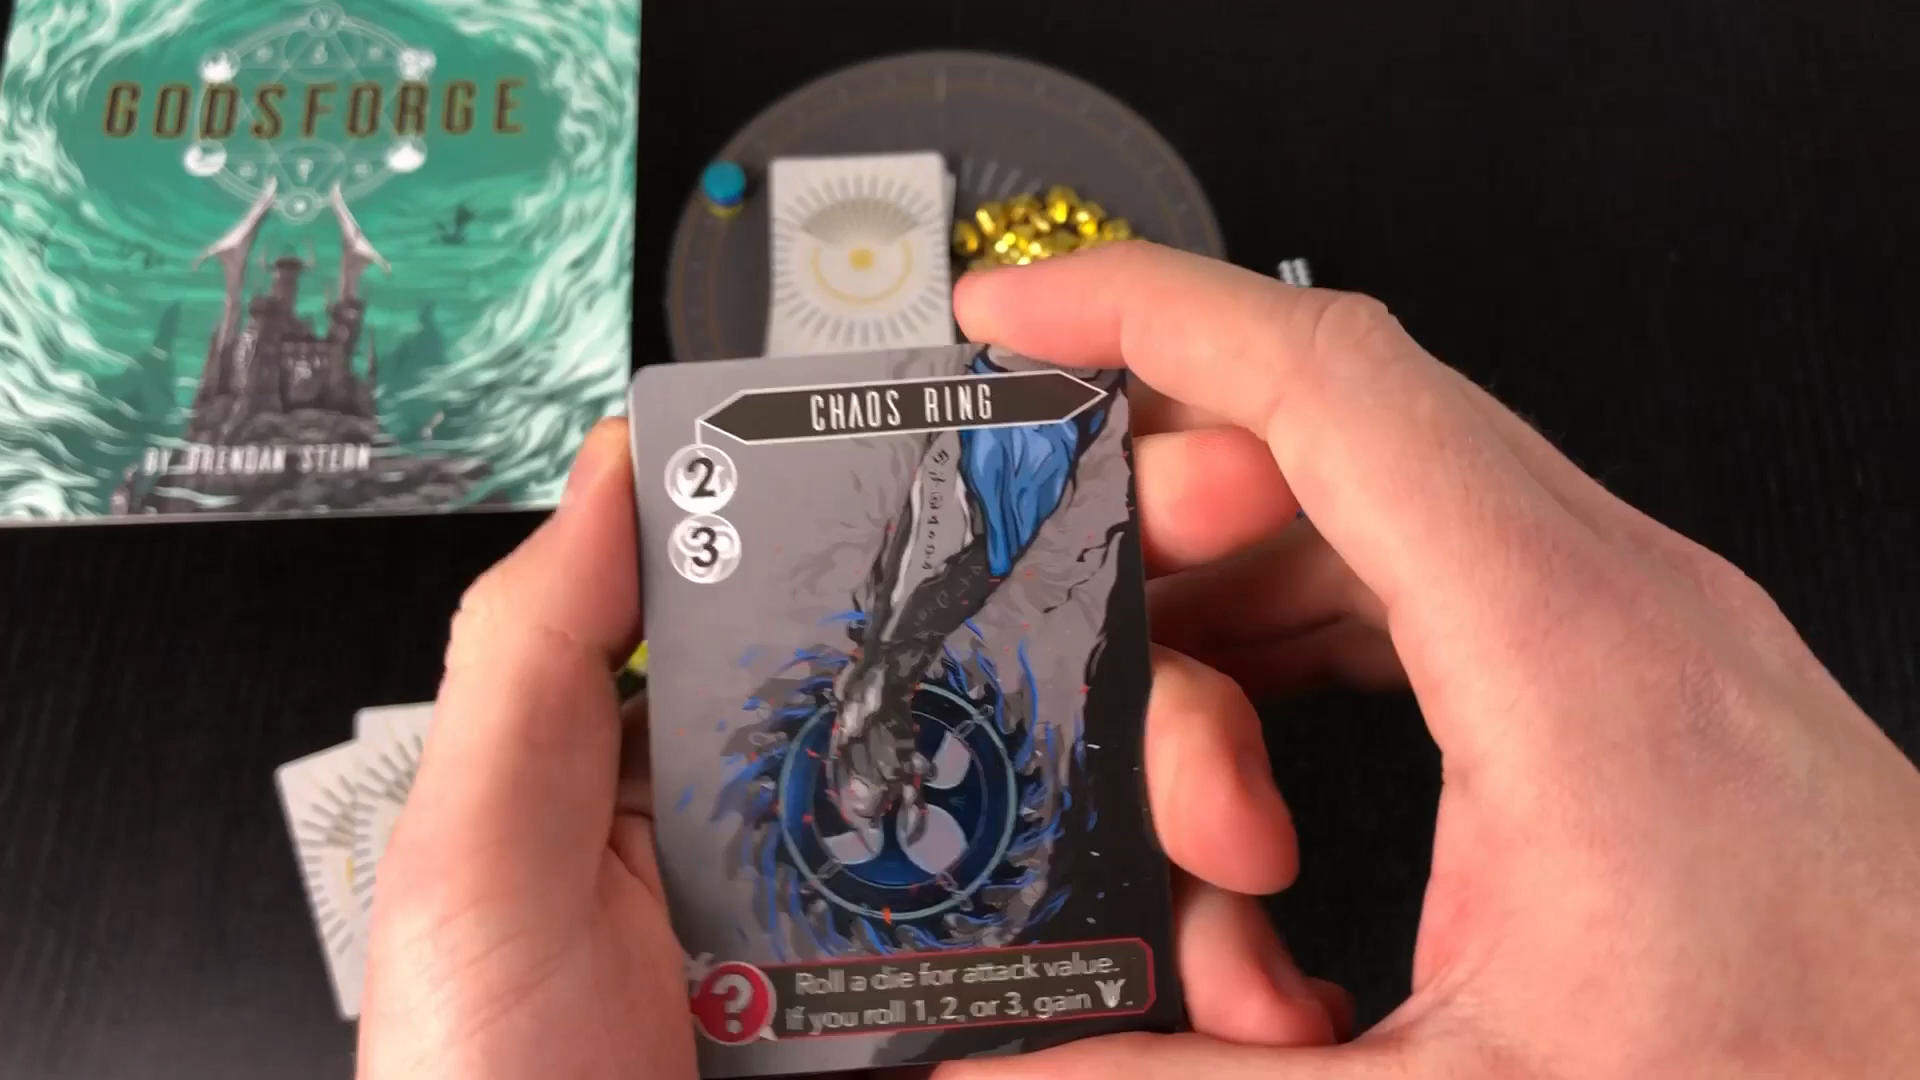 GODSFORGE
BY BRENDAN STERN
CHAOS RING
2
3
?
Roll a die for attack value.
If you roll 1, 2, or 3, gain .